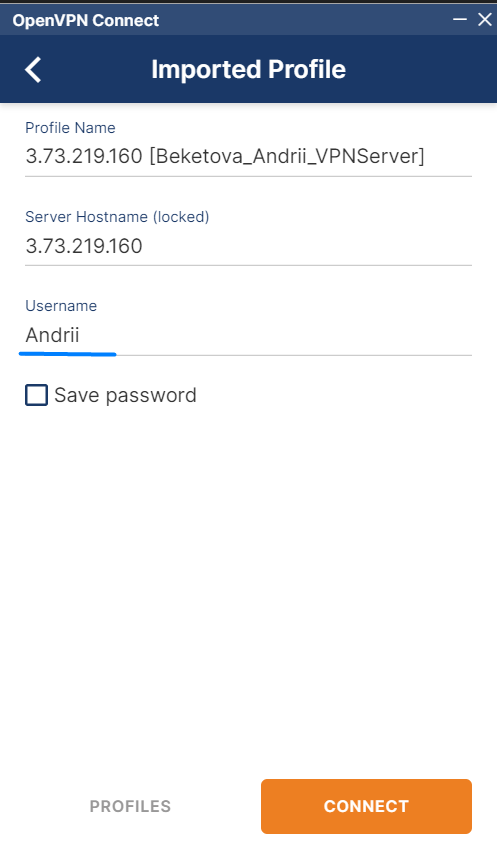 OpenVPN Connect
Imported Profile
Profile Name
3.73.219.160 [Beketova_Andrii_VPNServer]
Server Hostname (locked)
3.73.219.160
Username
Andrii
Save password
PROFILES
CONNECT